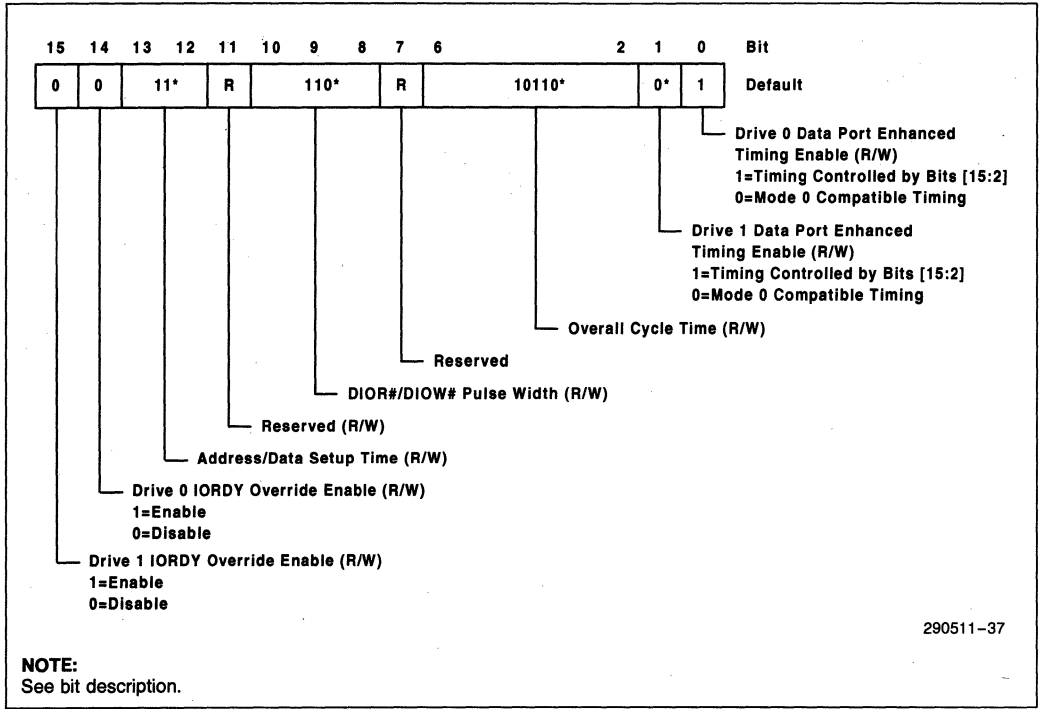 15 14 13 12 11 10 9 8 7 6 2 1 0 Bit
0 0 11* R 110* R 10110* 0* 1 Default
Drive 0 Data Port Enhanced
Timing Enable (R/W)
1=Timing Controlled by Bits [15:2]
0=Mode 0 Compatible Timing
Drive 1 Data Port Enhanced
Timing Enable (R/W)
1=Timing Controlled by Bits [15:2]
0=Mode 0 Compatible Timing
Overall Cycle Time (R/W)
Reserved
DIOR#/DIOW# Pulse Width (R/W)
Reserved (R/W)
Address/Data Setup Time (R/W)
Drive 0 IORDY Override Enable (R/W)
1=Enable
0=Disable
Drive 1 IORDY Override Enable (R/W)
1=Enable
0=Disable
290511-37
NOTE:
See bit description.